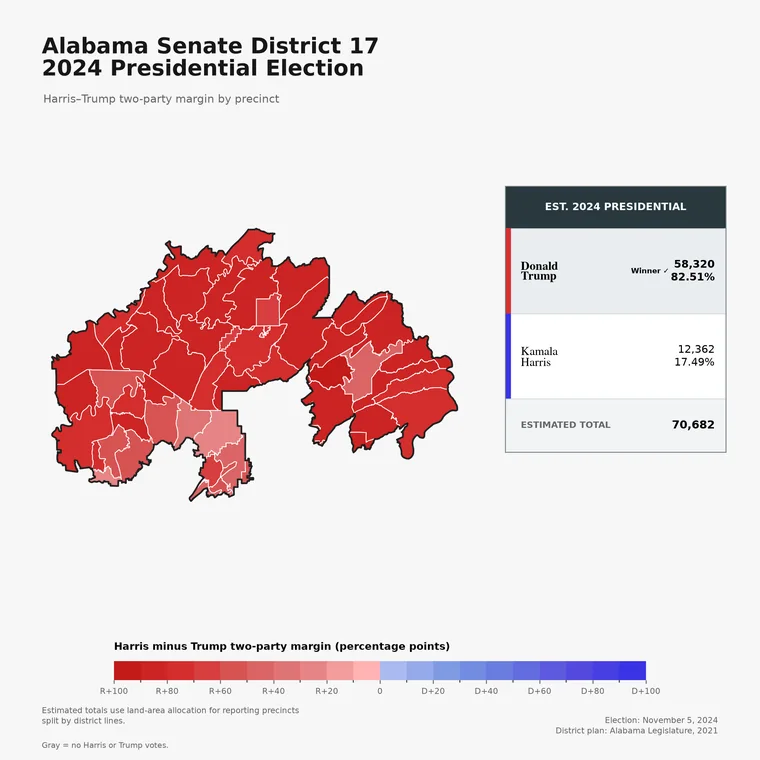 Alabama Senate District 17
2024 Presidential Election
Harris–Trump two-party margin by precinct
EST. 2024 PRESIDENTIAL
Donald
Trump
Winner ✓
58,320
82.51%
Kamala
Harris
12,362
17.49%
ESTIMATED TOTAL
70,682
Harris minus Trump two-party margin (percentage points)
R+100 R+80 R+60 R+40 R+20 0 D+20 D+40 D+60 D+80 D+100
Estimated totals use land-area allocation for reporting precincts
split by district lines.
Gray = no Harris or Trump votes.
Election: November 5, 2024
District plan: Alabama Legislature, 2021